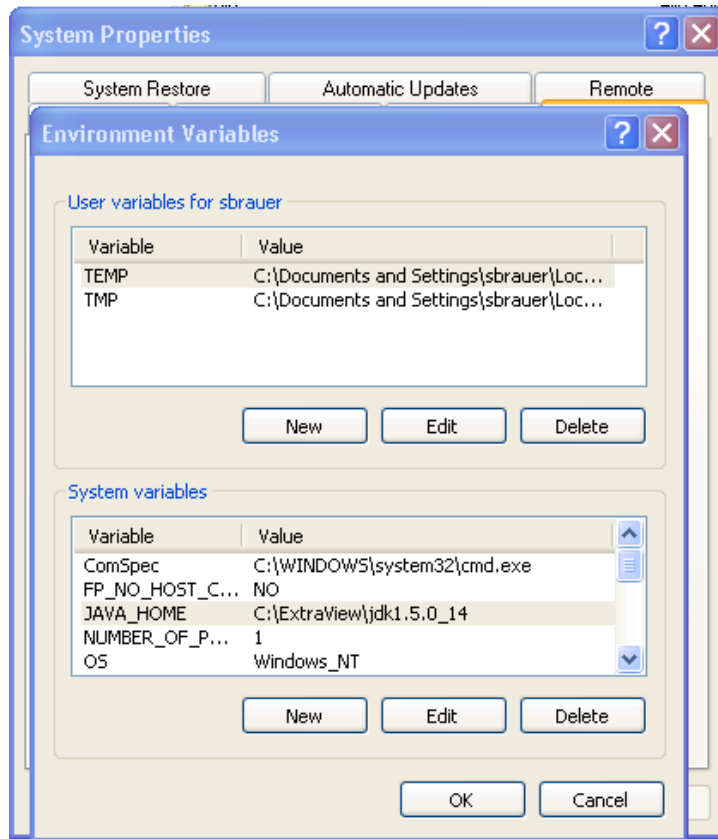 System Properties
System Restore Automatic Updates Remote
Environment Variables
User variables for sbrauer
Variable Value
TEMP C:\Documents and Settings\sbrauer\Loc...
TMP C:\Documents and Settings\sbrauer\Loc...
New Edit Delete
System variables
Variable Value
ComSpec C:\WINDOWS\system32\cmd.exe
FP_NO_HOST_C... NO
JAVA_HOME C:\ExtraView\jdk1.5.0_14
NUMBER_OF_P... 1
OS Windows_NT
New Edit Delete
OK Cancel